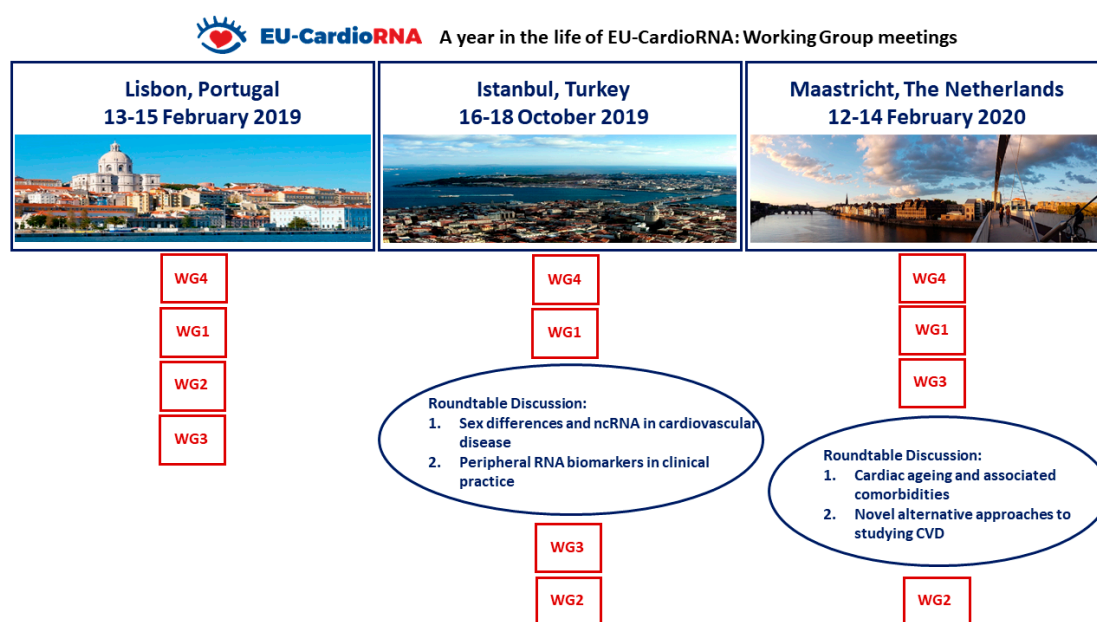 EU-CardioRNA A year in the life of EU-CardioRNA: Working Group meetings
Lisbon, Portugal
13-15 February 2019
WG4
WG1
WG2
WG3
Istanbul, Turkey
16-18 October 2019
WG4
WG1
Roundtable Discussion:
1. Sex differences and ncRNA in cardiovascular
disease
2. Peripheral RNA biomarkers in clinical
practice
WG3
WG2
Maastricht, The Netherlands
12-14 February 2020
WG4
WG1
WG3
Roundtable Discussion:
1. Cardiac ageing and associated
comorbidities
2. Novel alternative approaches to
studying CVD
WG2